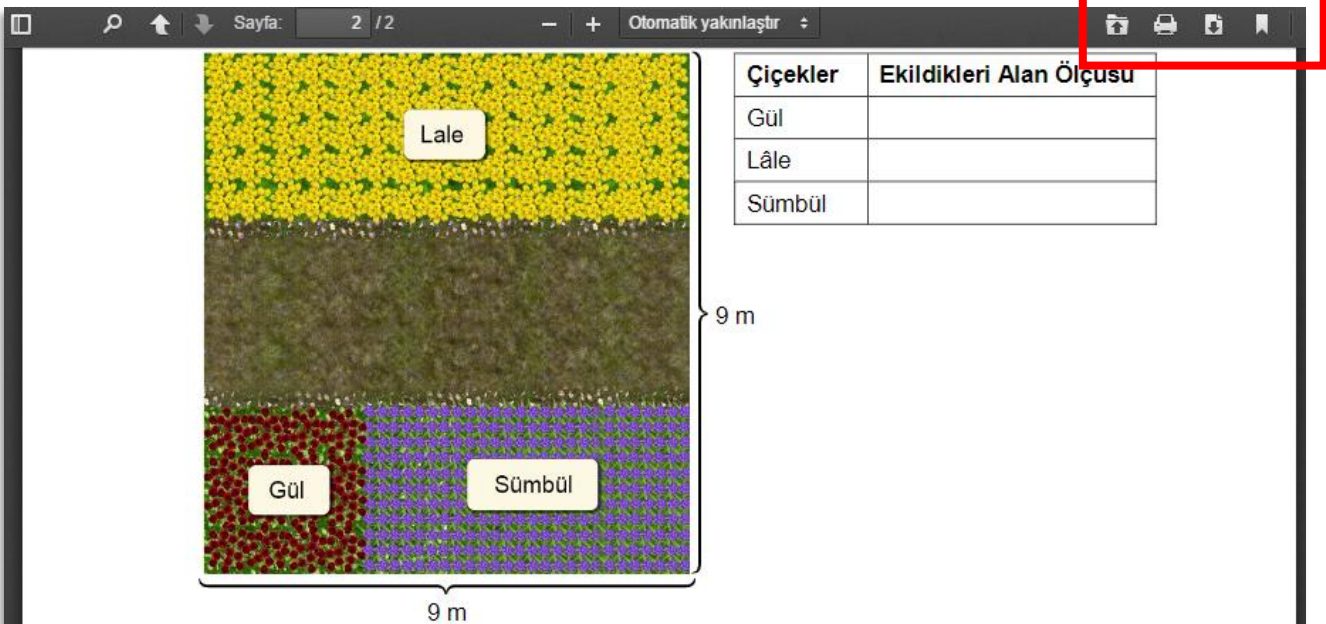 Sayfa: 2 / 2 Otomatik yakınlaştır
Çiçekler Ekildikleri Alan Ölçüsü
Gül
Lâle
Sümbül
Lale
9 m
Gül
Sümbül
9 m